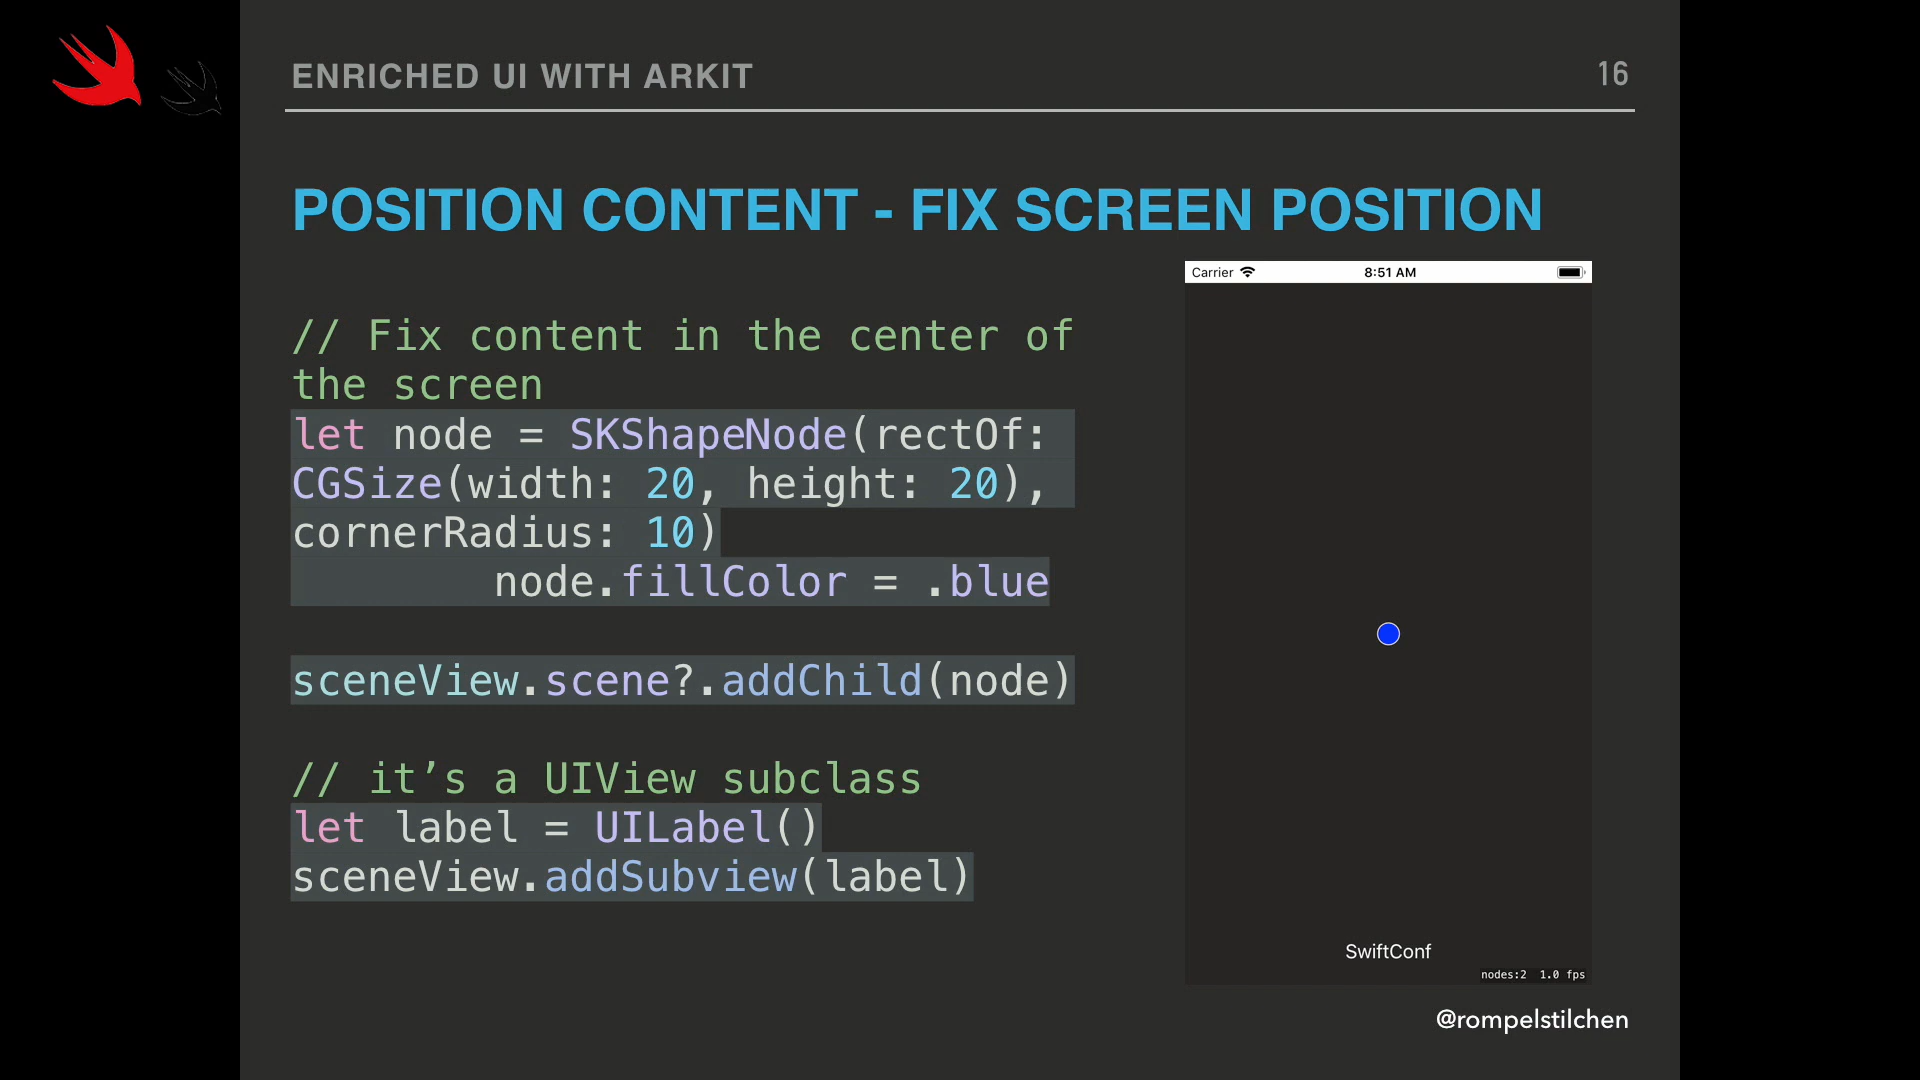 ENRICHED UI WITH ARKIT
16
POSITION CONTENT - FIX SCREEN POSITION
// Fix content in the center of
the screen
let node = SKShapeNode(rectOf:
CGSize(width: 20, height: 20),
cornerRadius: 10)
node.fillColor = .blue
sceneView.scene?.addChild(node)
// it’s a UIView subclass
let label = UILabel()
sceneView.addSubview(label)
Carrier
8:51 AM
SwiftConf
nodes:2 1.0 fps
@rompelstilchen